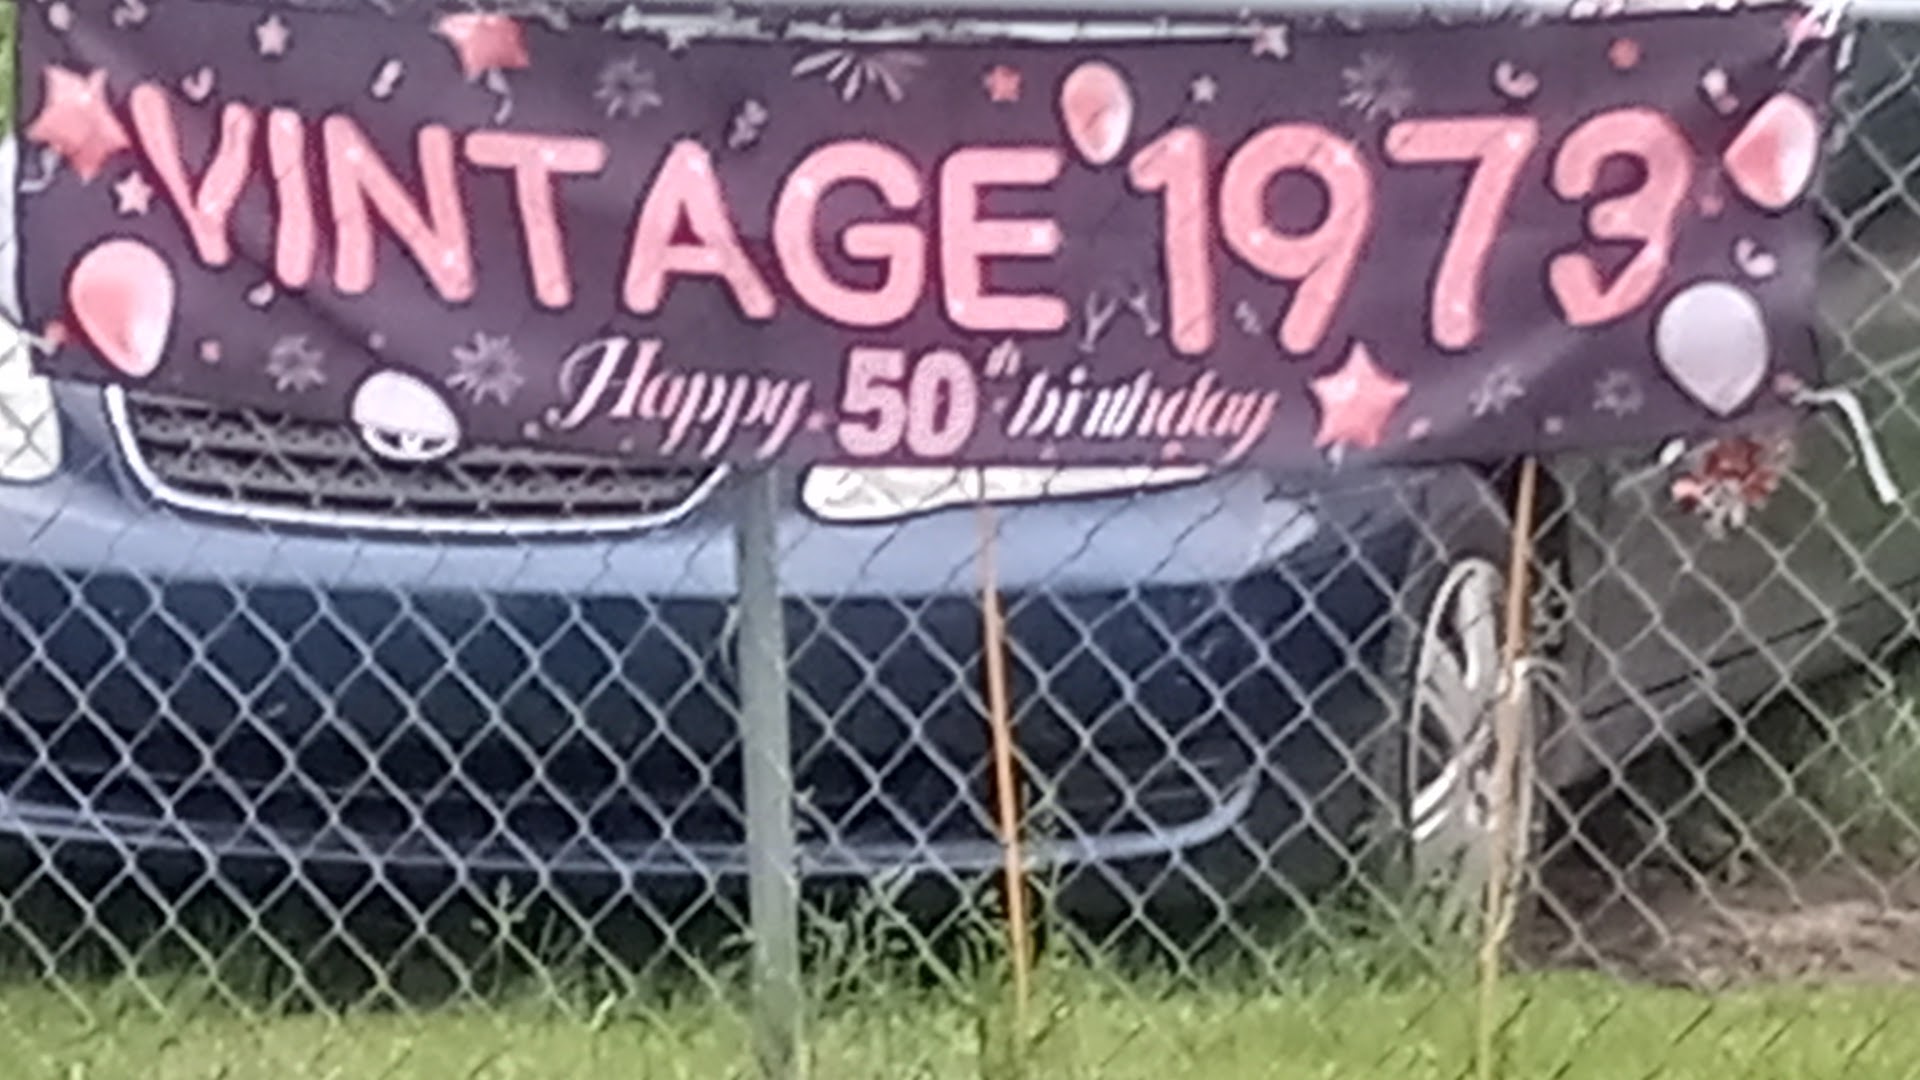 VINTAGE 1973
Happy 50th birthday